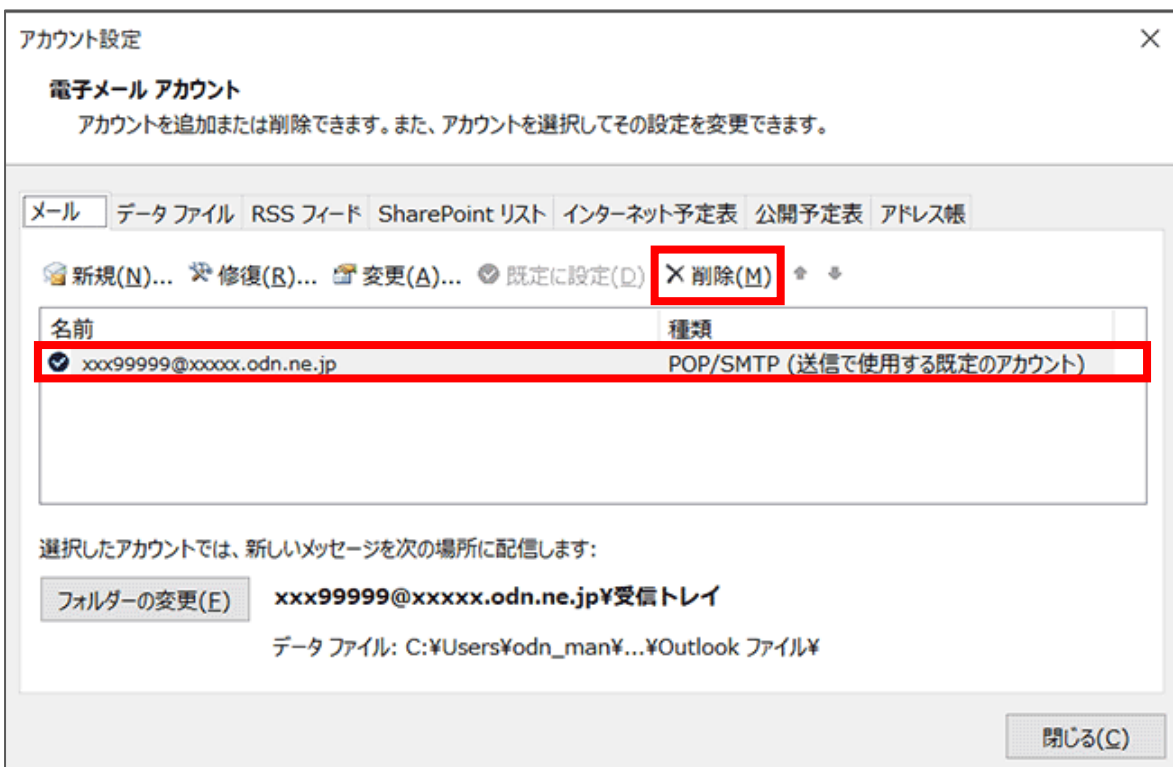 アカウント設定
電子メール アカウント
アカウントを追加または削除できます。また、アカウントを選択してその設定を変更できます。
メール データ ファイル RSS フィード SharePoint リスト インターネット予定表 公開予定表 アドレス帳
新規(N)... 修復(R)... 変更(A)... 既定に設定(D) 削除(M)
名前 種類
xxx99999@xxxxx.odn.ne.jp POP/SMTP (送信で使用する既定のアカウント)
選択したアカウントでは、新しいメッセージを次の場所に配信します:
フォルダーの変更(F) xxx99999@xxxxx.odn.ne.jp¥受信トレイ
データ ファイル: C:¥Users¥odn_man¥...¥Outlook ファイル¥
閉じる(C)